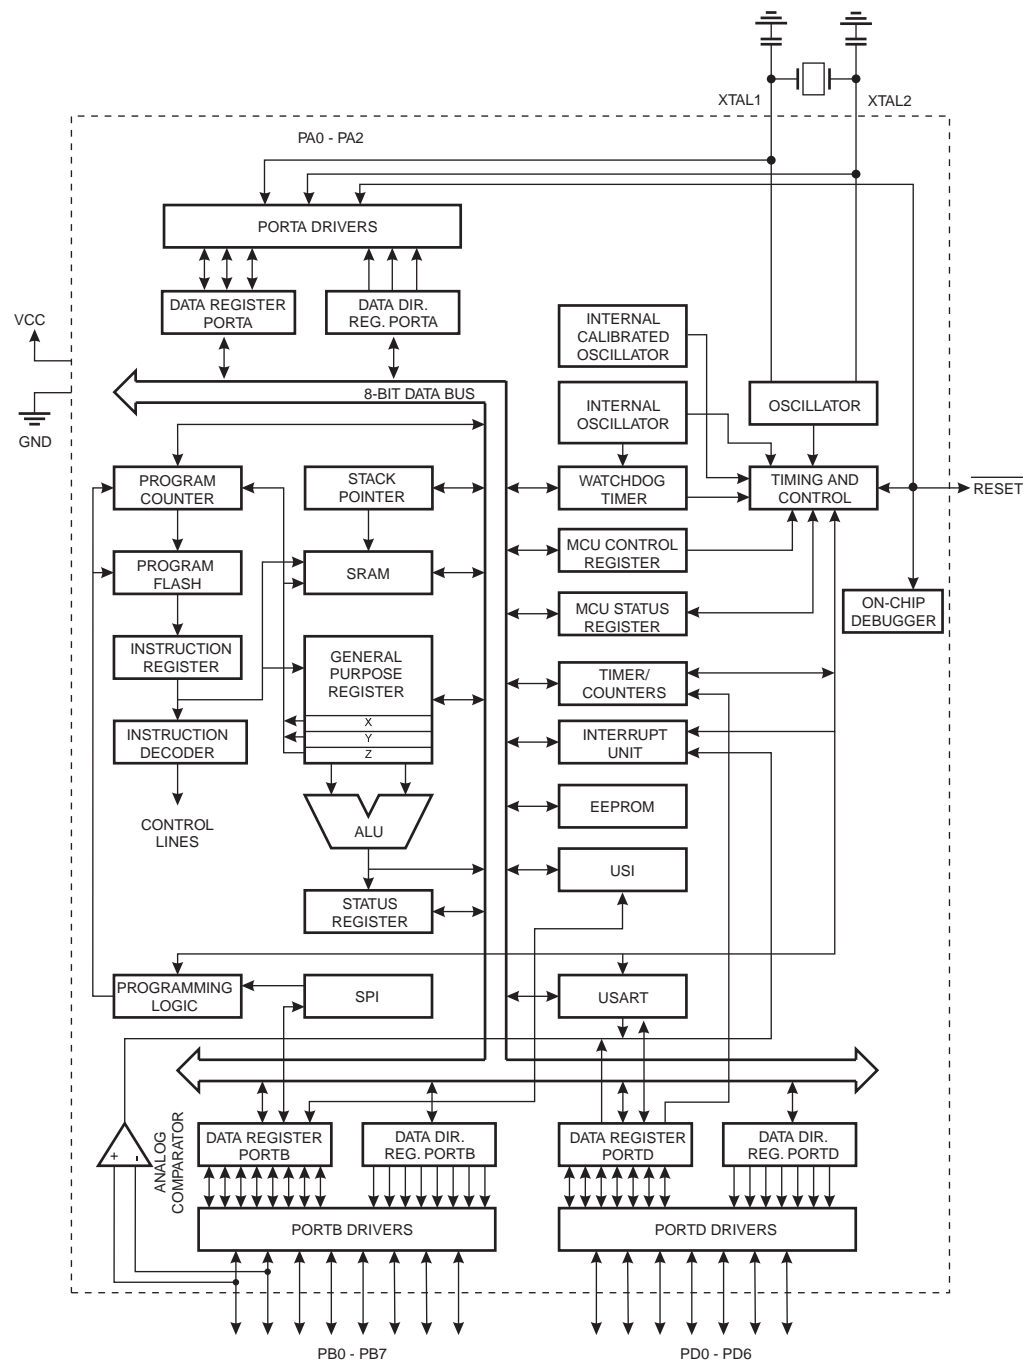 XTAL1
XTAL2
PA0 - PA2
PORTA DRIVERS
DATA REGISTER
PORTA
DATA DIR.
REG. PORTA
VCC
GND
8-BIT DATA BUS
INTERNAL
CALIBRATED
OSCILLATOR
INTERNAL
OSCILLATOR
OSCILLATOR
PROGRAM
COUNTER
STACK
POINTER
WATCHDOG
TIMER
TIMING AND
CONTROL
RESET
PROGRAM
FLASH
SRAM
MCU CONTROL
REGISTER
MCU STATUS
REGISTER
ON-CHIP
DEBUGGER
INSTRUCTION
REGISTER
GENERAL
PURPOSE
REGISTER
X
Y
Z
TIMER/
COUNTERS
INSTRUCTION
DECODER
INTERRUPT
UNIT
CONTROL
LINES
ALU
EEPROM
USI
STATUS
REGISTER
PROGRAMMING
LOGIC
SPI
USART
ANALOG
COMPARATOR
+
-
DATA REGISTER
PORTB
DATA DIR.
REG. PORTB
DATA REGISTER
PORTD
DATA DIR.
REG. PORTD
PORTB DRIVERS
PORTD DRIVERS
PB0 - PB7
PD0 - PD6